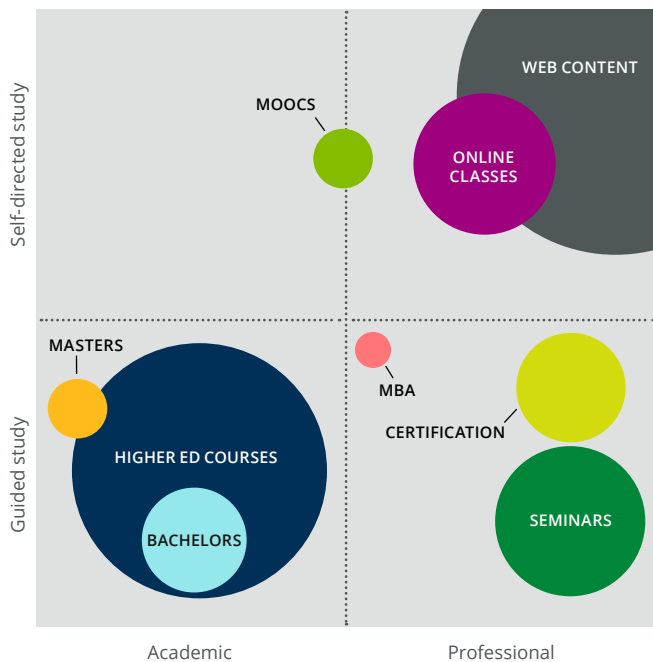 WEB CONTENT
MOOCS
ONLINE
CLASSES
Self-directed study
MASTERS
MBA
CERTIFICATION
HIGHER ED COURSES
SEMINARS
BACHELORS
Guided study
Academic
Professional